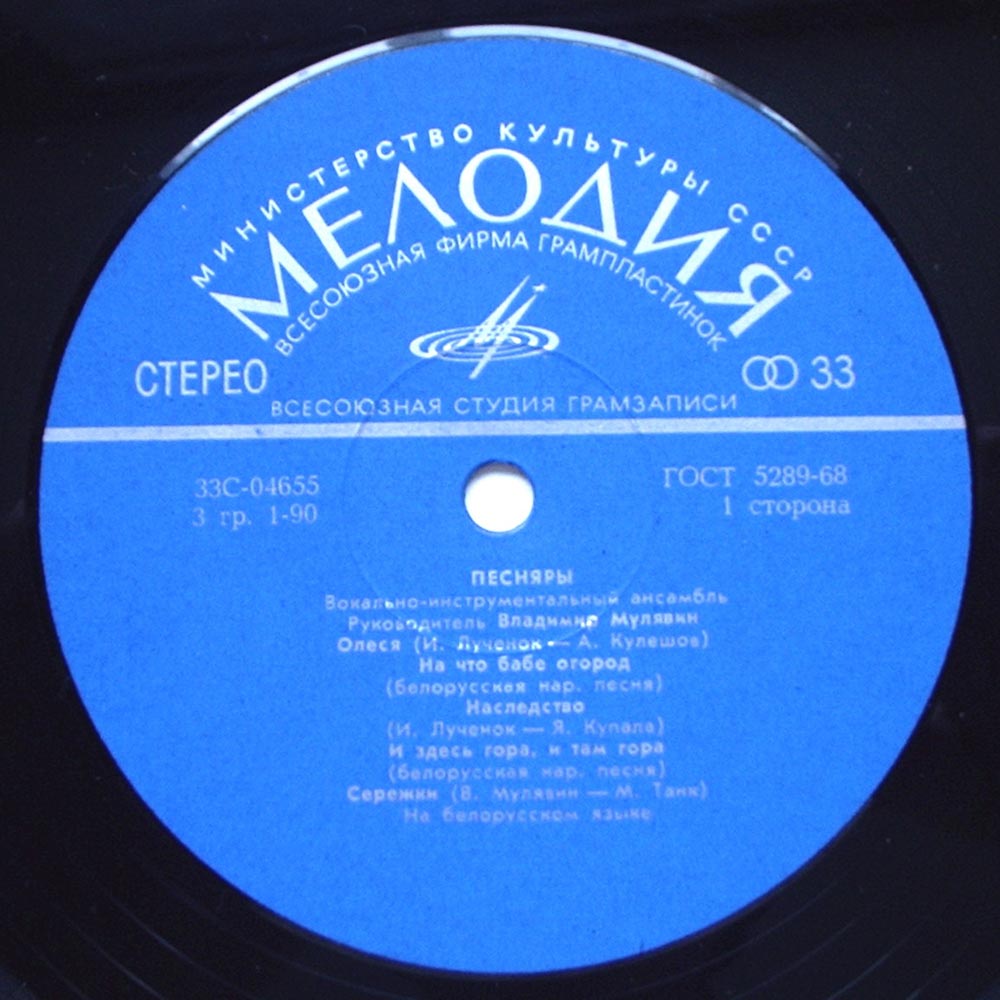 МИНИСТЕРСТВО КУЛЬТУРЫ СССР
МЕЛОДИЯ
ВСЕСОЮЗНАЯ ФИРМА ГРАМПЛАСТИНОК
СТЕРЕО
33
ВСЕСОЮЗНАЯ СТУДИЯ ГРАМЗАПИСИ
33С-04655
ГОСТ 5289-68
3 гр. 1-90
1 сторона
ПЕСНЯРЫ
Вокально-инструментальный ансамбль
Руководитель Владимир Мулявин
Олеся (И. Лученок — А. Кулешов)
На что бабе огород
(белорусская нар. песня)
Наследство
(И. Лученок — Я. Купала)
И здесь гора, и там гора
(белорусская нар. песня)
Сережки (В. Мулявин — М. Танк)
На белорусском языке